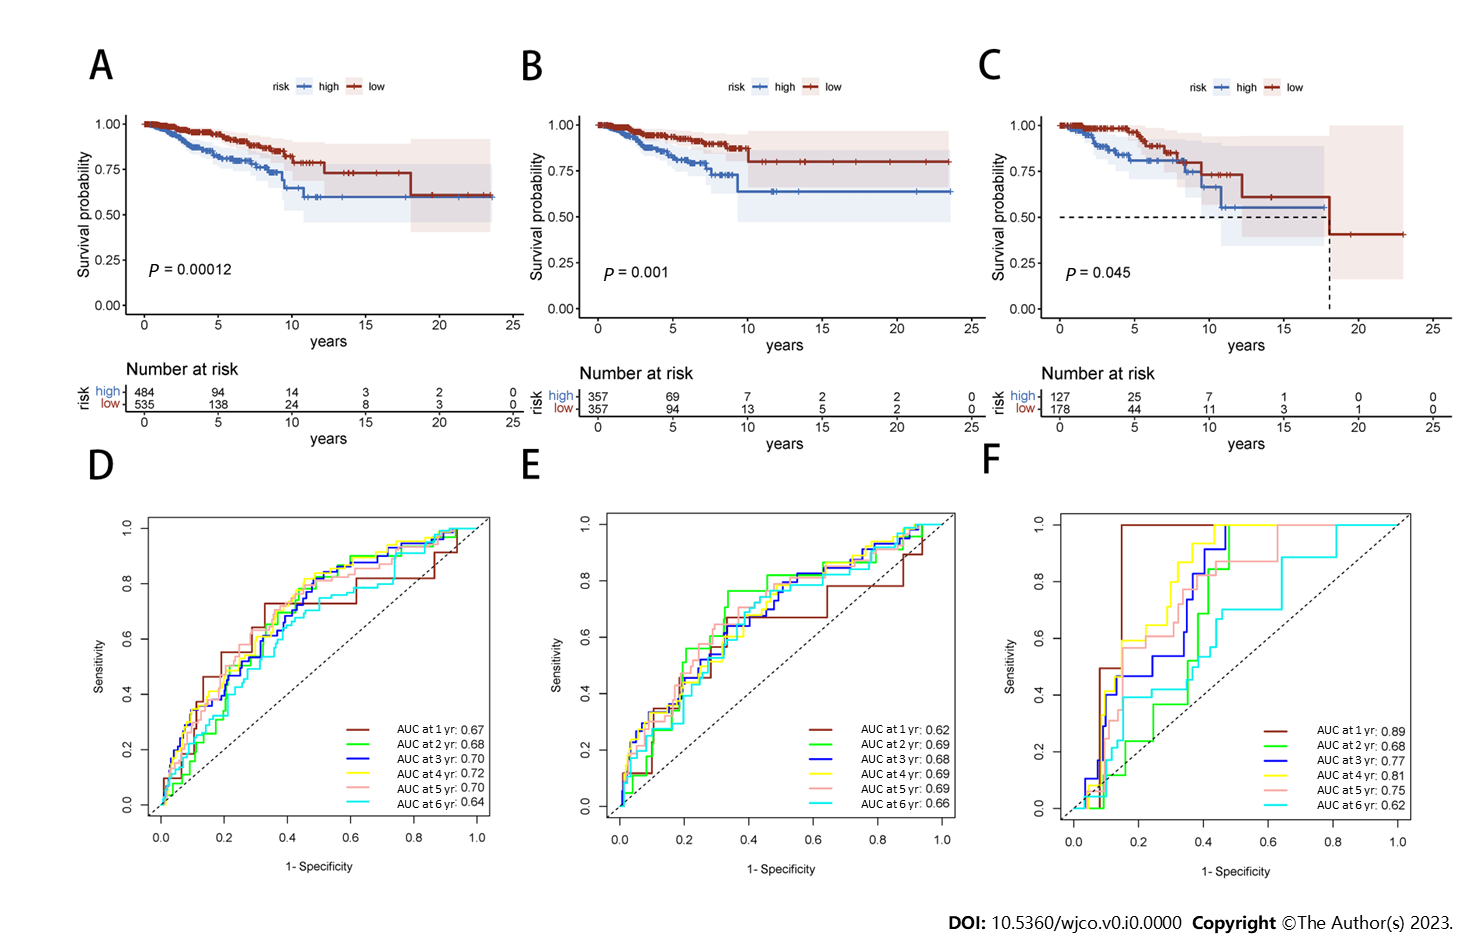 A
risk high low
1.00
0.75
0.50
0.25
0.00
Survival probability
P = 0.00012
0 5 10 15 20 25
years
Number at risk
risk
high 484 94 14 3 2 0
low 535 138 24 8 3 0
0 5 10 15 20 25
years
B
risk high low
1.00
0.75
0.50
0.25
0.00
Survival probability
P = 0.001
0 5 10 15 20 25
years
Number at risk
risk
high 357 69 7 2 2 0
low 357 94 13 5 2 0
0 5 10 15 20 25
years
C
risk high low
1.00
0.75
0.50
0.25
0.00
Survival probability
P = 0.045
0 5 10 15 20 25
years
Number at risk
risk
high 127 25 7 1 0 0
low 178 44 11 3 1 0
0 5 10 15 20 25
years
D
1.0
0.8
0.6
0.4
0.2
0.0
Sensitivity
AUC at 1 yr: 0.67
AUC at 2 yr: 0.68
AUC at 3 yr: 0.70
AUC at 4 yr: 0.72
AUC at 5 yr: 0.70
AUC at 6 yr: 0.64
0.0 0.2 0.4 0.6 0.8 1.0
1- Specificity
E
1.0
0.8
0.6
0.4
0.2
0.0
Sensitivity
AUC at 1 yr: 0.62
AUC at 2 yr: 0.69
AUC at 3 yr: 0.68
AUC at 4 yr: 0.69
AUC at 5 yr: 0.69
AUC at 6 yr: 0.66
0.0 0.2 0.4 0.6 0.8 1.0
1- Specificity
F
1.0
0.8
0.6
0.4
0.2
0.0
Sensitivity
AUC at 1 yr: 0.89
AUC at 2 yr: 0.68
AUC at 3 yr: 0.77
AUC at 4 yr: 0.81
AUC at 5 yr: 0.75
AUC at 6 yr: 0.62
0.0 0.2 0.4 0.6 0.8 1.0
1- Specificity
DOI: 10.5360/wjco.v0.i0.0000 Copyright ©The Author(s) 2023.